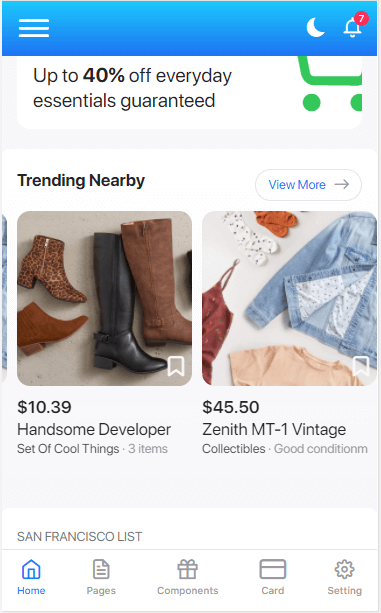 7
Up to 40% off everyday
essentials guaranteed
Trending Nearby
View More
$10.39
Handsome Developer
Set Of Cool Things · 3 items
$45.50
Zenith MT-1 Vintage
Collectibles · Good conditionm
SAN FRANCISCO LIST
Home
Pages
Components
Card
Setting